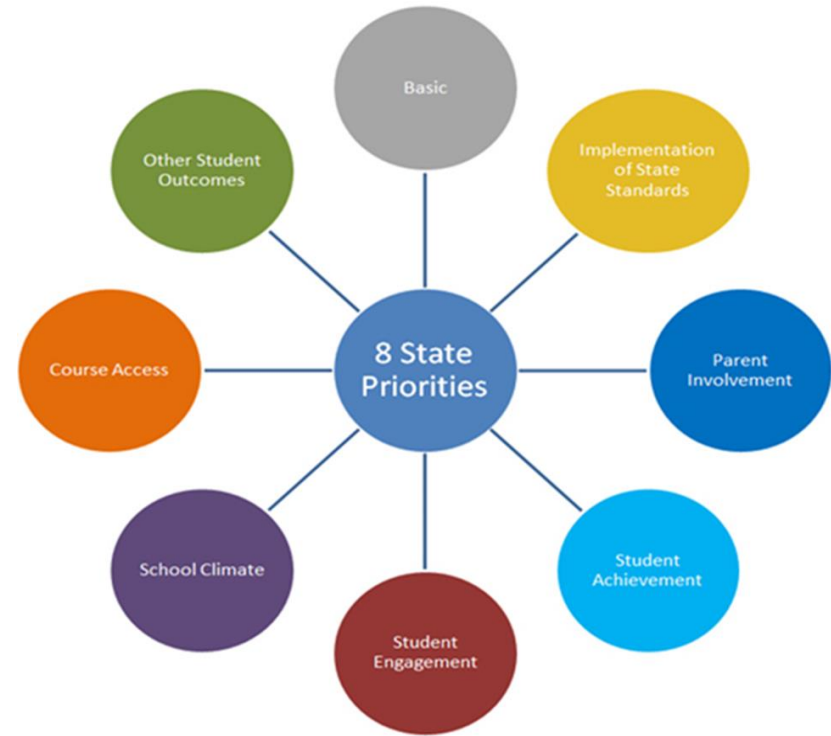 Basic
Implementation
of State
Standards
Other Student
Outcomes
8 State
Priorities
Course Access
Parent
Involvement
School Climate
Student
Achievement
Student
Engagement